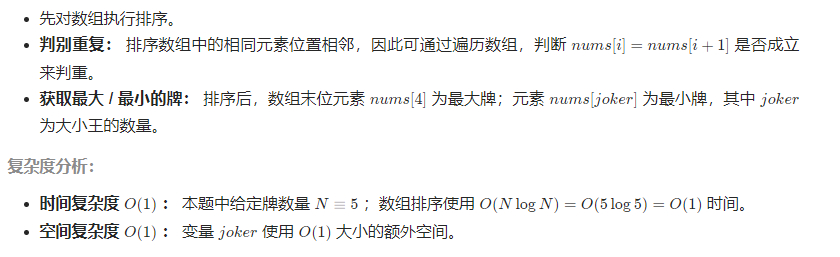 • 先对数组执行排序。
• 判别重复： 排序数组中的相同元素位置相邻，因此可通过遍历数组，判断 nums[i] = nums[i + 1] 是否成立
来判重。
• 获取最大 / 最小的牌： 排序后，数组末位元素 nums[4] 为最大牌；元素 nums[joker] 为最小牌，其中 joker
为大小王的数量。
复杂度分析：
• 时间复杂度 O(1) ： 本题中给定牌数量 N ≡ 5 ；数组排序使用 O(N log N) = O(5 log 5) = O(1) 时间。
• 空间复杂度 O(1) ： 变量 joker 使用 O(1) 大小的额外空间。